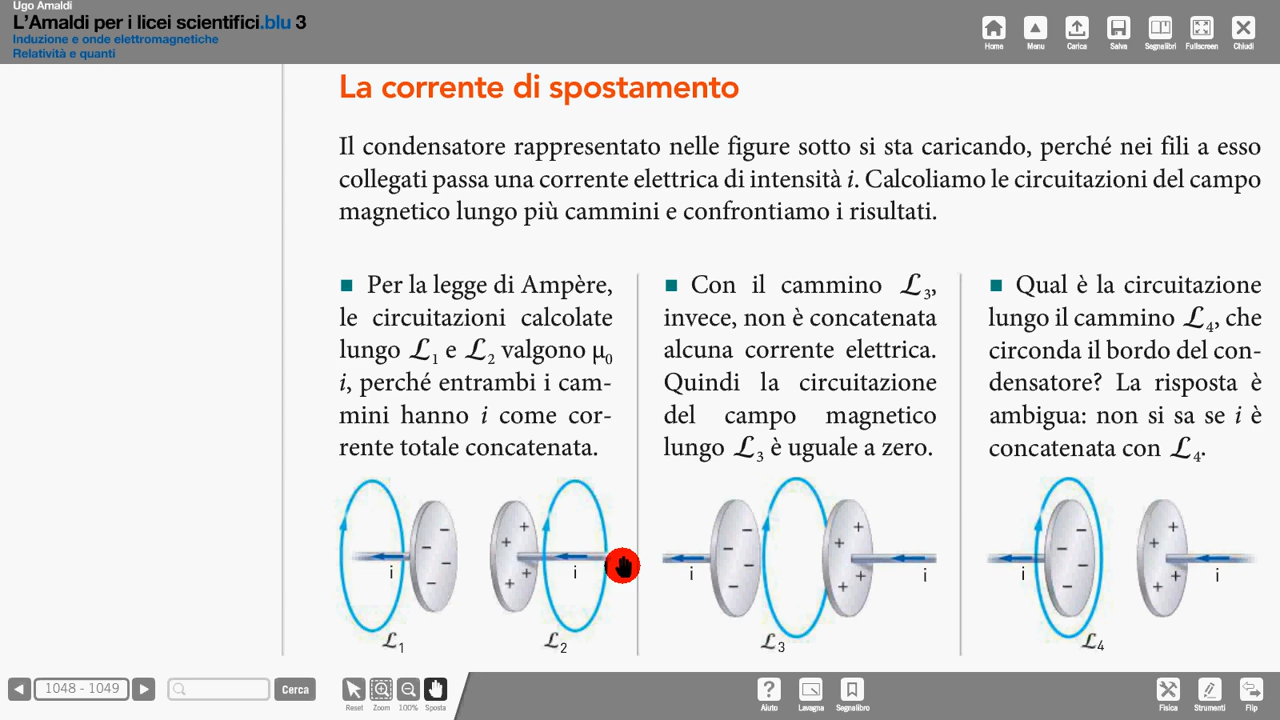 Ugo Amaldi
L'Amaldi per i licei scientifici.blu 3
Induzione e onde elettromagnetiche
Relatività e quanti
Home
Menu
Carica
Salva
Segnalibri
Fullscreen
Chiudi
La corrente di spostamento
Il condensatore rappresentato nelle figure sotto si sta caricando, perché nei fili a esso
collegati passa una corrente elettrica di intensità i. Calcoliamo le circuitazioni del campo
magnetico lungo più cammini e confrontiamo i risultati.
■ Per la legge di Ampère,
le circuitazioni calcolate
lungo ℒ₁ e ℒ₂ valgono μ₀
i, perché entrambi i cam-
mini hanno i come cor-
rente totale concatenata.
i
i
ℒ₁
ℒ₂
■ Con il cammino ℒ₃,
invece, non è concatenata
alcuna corrente elettrica.
Quindi la circuitazione
del campo magnetico
lungo ℒ₃ è uguale a zero.
i
i
ℒ₃
■ Qual è la circuitazione
lungo il cammino ℒ₄, che
circonda il bordo del con-
densatore? La risposta è
ambigua: non si sa se i è
concatenata con ℒ₄.
i
i
ℒ₄
1048 - 1049
Cerca
Reset
Zoom
100%
Sposta
Aiuto
Lavagna
Segnalibro
Fisica
Strumenti
Flip